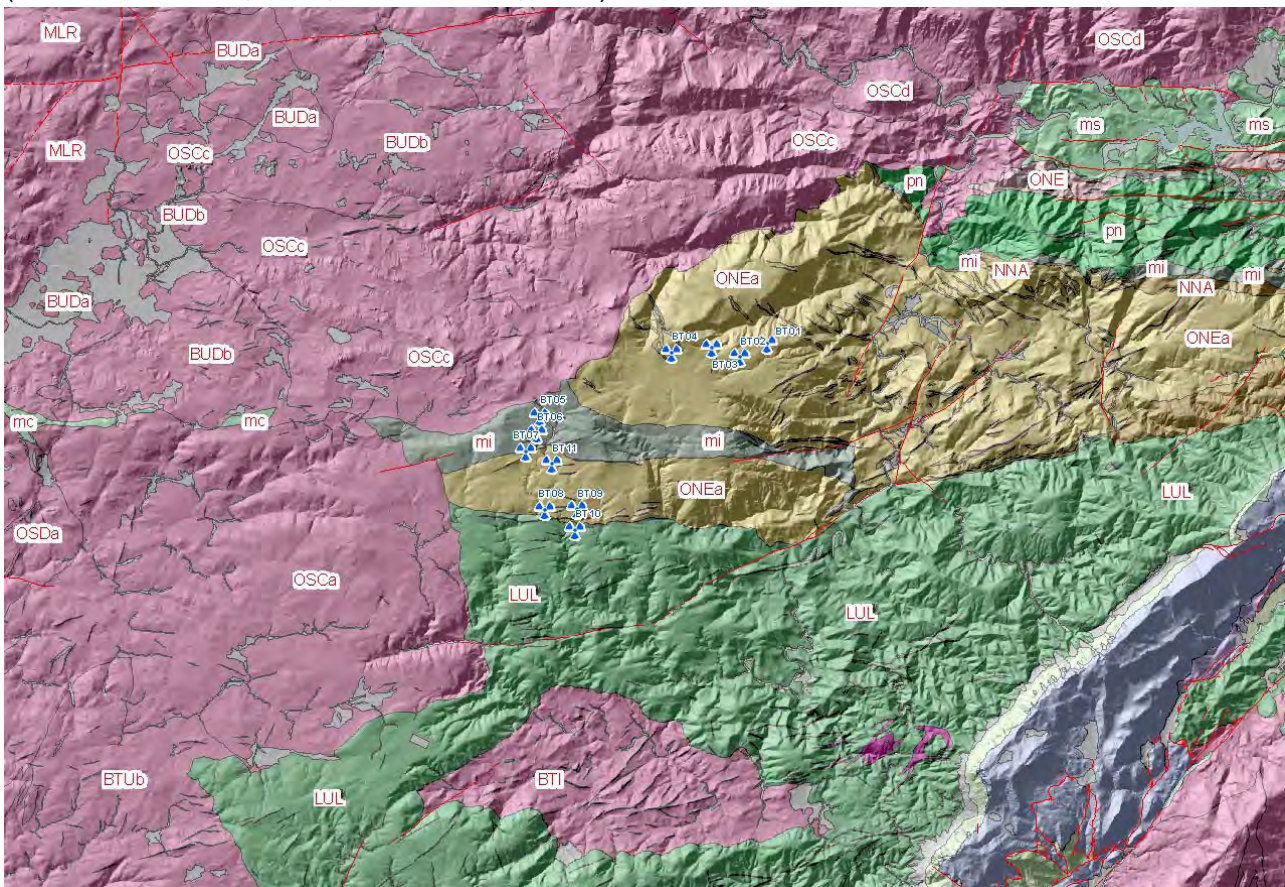 MLR
BUDa
OSCd
BUDa
OSCd
ms
ms
MLR
OSCc
BUDb
OSCc
pn
ONE
BUDb
pn
OSCc
mi
NNA
mi
mi
NNA
ONEa
BUDa
ONEa
BT04
BT01
BT02
BT03
BUDb
OSCc
BT05
mc
mc
BT06
BT07
mi
mi
BT11
ONEa
LUL
BT08
BT09
BT10
OSDa
OSCa
LUL
LUL
BTUb
LUL
BTl